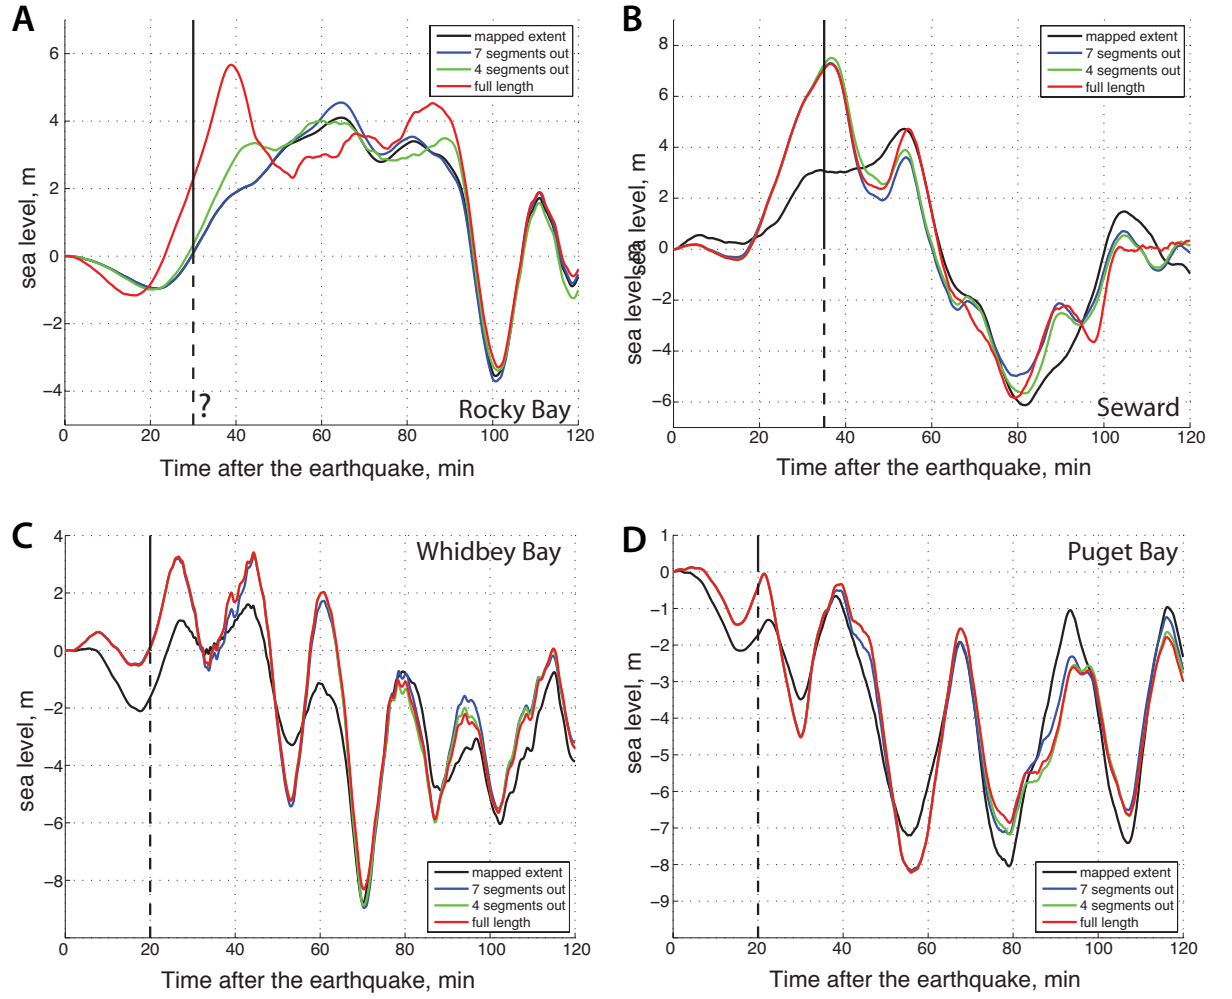 A
6
4
2
0
−2
−4
sea level, m
mapped extent
7 segments out
4 segments out
full length
?
Rocky Bay
0 20 40 60 80 100 120
Time after the earthquake, min
B
8
6
4
2
0
−2
−4
−6
sea level, m
sea level, m
mapped extent
7 segments out
4 segments out
full length
Seward
0 20 40 60 80 100 120
Time after the earthquake, min
C
4
2
0
−2
−4
−6
−8
sea level, m
Whidbey Bay
mapped extent
7 segments out
4 segments out
full length
0 20 40 60 80 100 120
Time after the earthquake, min
D
1
0
−1
−2
−3
−4
−5
−6
−7
−8
−9
sea level, m
Puget Bay
mapped extent
7 segments out
4 segments out
full length
0 20 40 60 80 100 120
Time after the earthquake, min